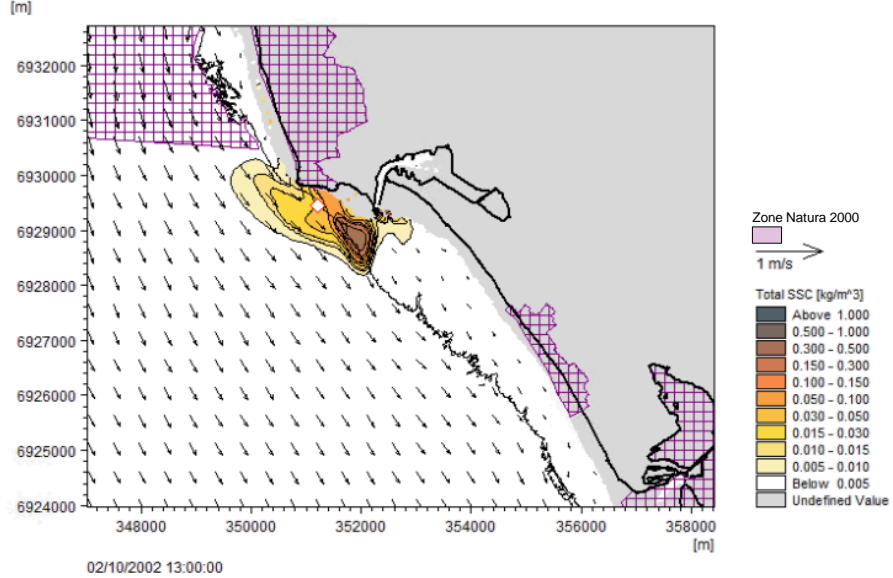 [m]
6932000
6931000
6930000
6929000
6928000
6927000
6926000
6925000
6924000
348000 350000 352000 354000 356000 358000
[m]
02/10/2002 13:00:00
Zone Natura 2000
1 m/s
Total SSC [kg/m^3]
Above 1.000
0.500 - 1.000
0.300 - 0.500
0.150 - 0.300
0.100 - 0.150
0.050 - 0.100
0.030 - 0.050
0.015 - 0.030
0.010 - 0.015
0.005 - 0.010
Below 0.005
Undefined Value